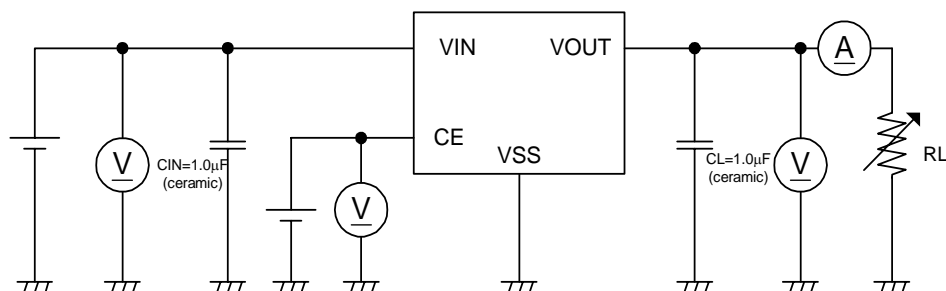 VIN
VOUT
A
CE
V
CIN=1.0μF
(ceramic)
VSS
CL=1.0μF
(ceramic)
V
RL
V